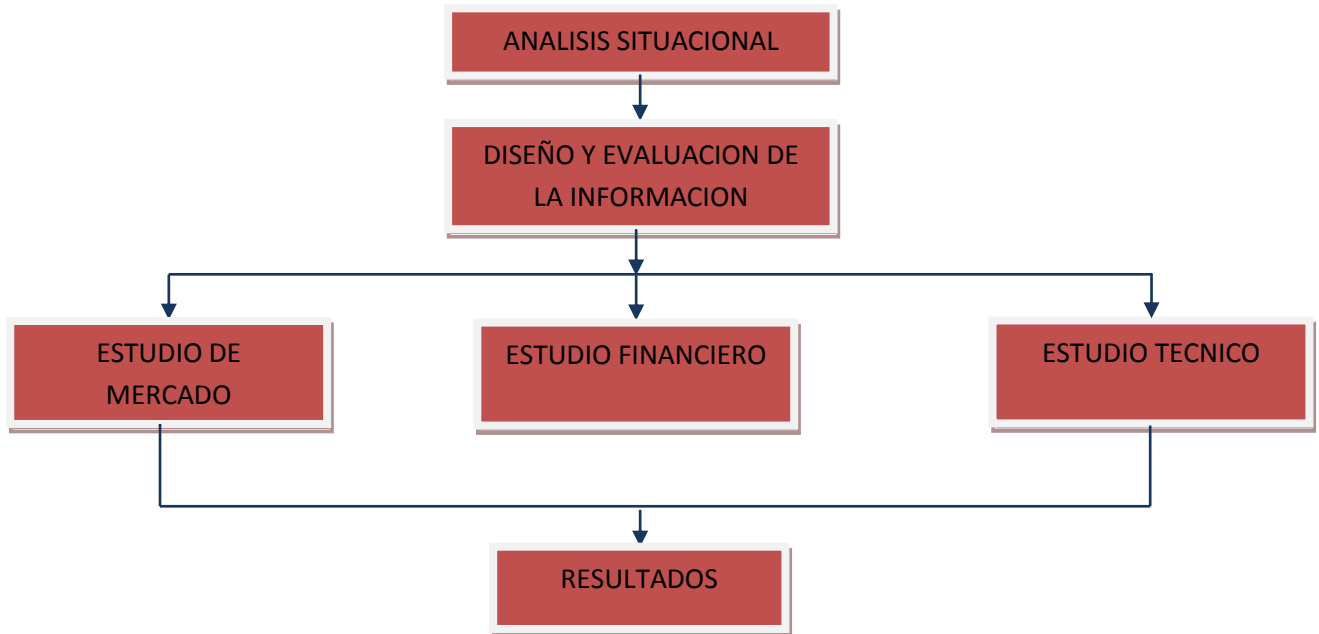 ANALISIS SITUACIONAL
DISEÑO Y EVALUACION DE
LA INFORMACION
ESTUDIO DE
MERCADO
ESTUDIO FINANCIERO
ESTUDIO TECNICO
RESULTADOS